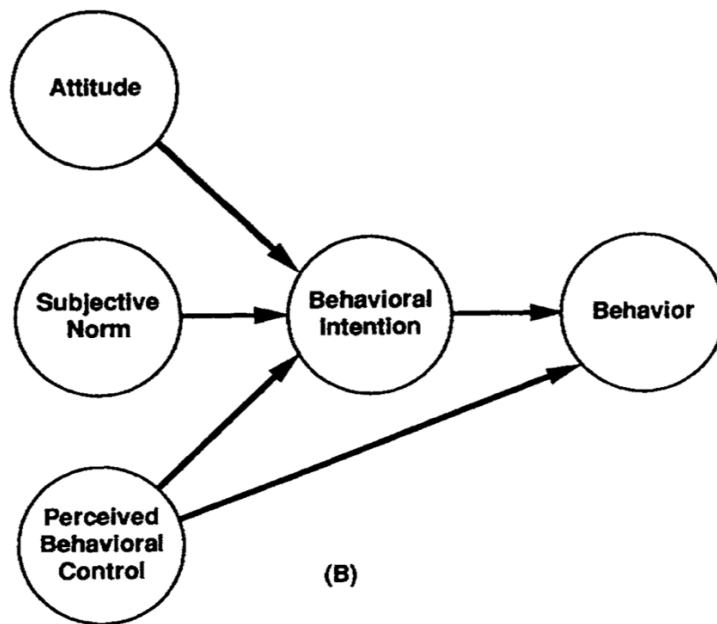 Attitude
Subjective
Norm
Behavioral
Intention
Behavior
Perceived
Behavioral
Control
(B)